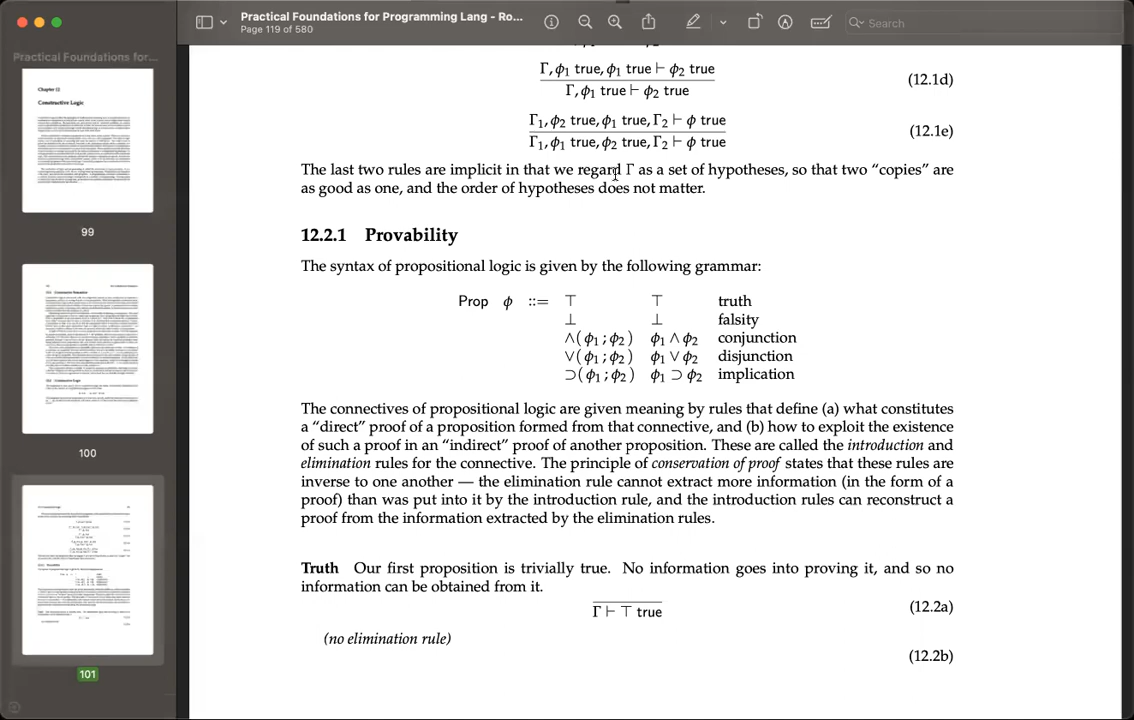 Practical Foundations for Programming Lang - Ro...
Page 119 of 580
Search
Practical Foundations for...
Chapter 12
Constructive Logic
99
100
101
Γ, ϕ1 true, ϕ1 true ⊢ ϕ2 true
Γ, ϕ1 true ⊢ ϕ2 true
(12.1d)
Γ1, ϕ2 true, ϕ1 true, Γ2 ⊢ ϕ true
Γ1, ϕ1 true, ϕ2 true, Γ2 ⊢ ϕ true
(12.1e)
The last two rules are implicit in that we regard Γ as a set of hypotheses, so that two “copies” are
as good as one, and the order of hypotheses does not matter.
12.2.1 Provability
The syntax of propositional logic is given by the following grammar:
Prop ϕ ::= ⊤ ⊤ truth
⊥ ⊥ falsity
∧(ϕ1;ϕ2) ϕ1 ∧ ϕ2 conjunction
∨(ϕ1;ϕ2) ϕ1 ∨ ϕ2 disjunction
⊃(ϕ1;ϕ2) ϕ1 ⊃ ϕ2 implication
The connectives of propositional logic are given meaning by rules that define (a) what constitutes
a “direct” proof of a proposition formed from that connective, and (b) how to exploit the existence
of such a proof in an “indirect” proof of another proposition. These are called the introduction and
elimination rules for the connective. The principle of conservation of proof states that these rules are
inverse to one another — the elimination rule cannot extract more information (in the form of a
proof) than was put into it by the introduction rule, and the introduction rules can reconstruct a
proof from the information extracted by the elimination rules.
Truth Our first proposition is trivially true. No information goes into proving it, and so no
information can be obtained from it.
Γ ⊢ ⊤ true
(12.2a)
(no elimination rule)
(12.2b)